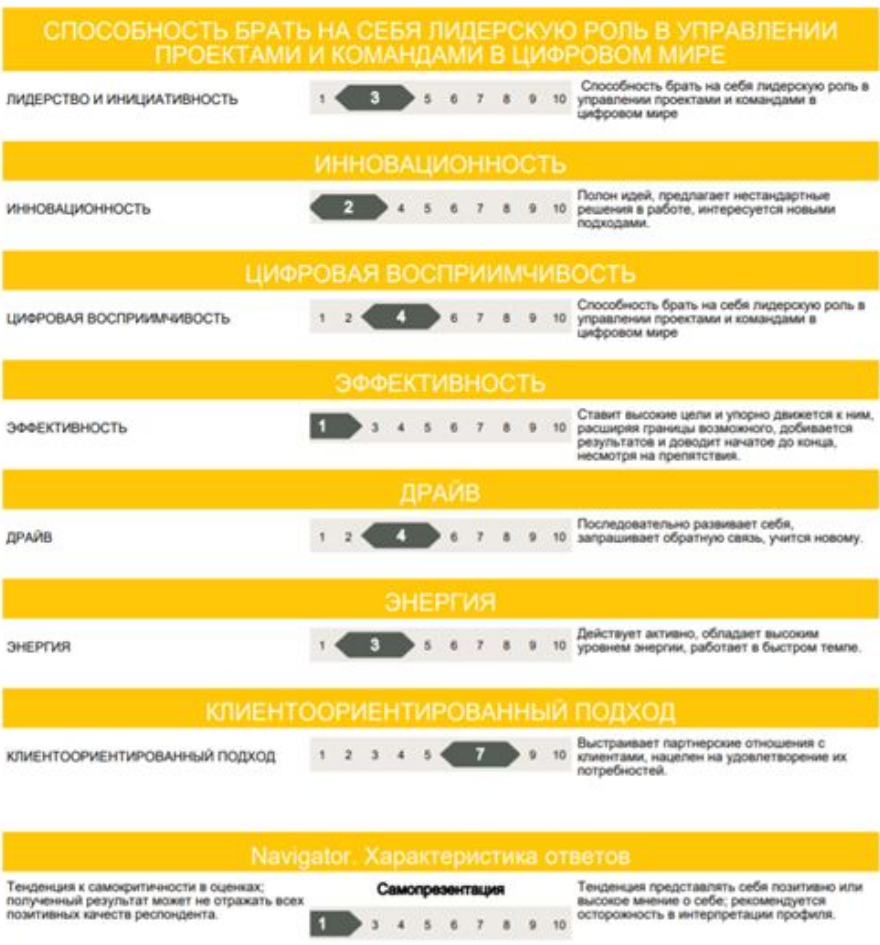 СПОСОБНОСТЬ БРАТЬ НА СЕБЯ ЛИДЕРСКУЮ РОЛЬ В УПРАВЛЕНИИ
ПРОЕКТАМИ И КОМАНДАМИ В ЦИФРОВОМ МИРЕ
ЛИДЕРСТВО И ИНИЦИАТИВНОСТЬ
1 3 5 6 7 8 9 10
Способность брать на себя лидерскую роль в
управлении проектами и командами в
цифровом мире
ИННОВАЦИОННОСТЬ
ИННОВАЦИОННОСТЬ
2 4 5 6 7 8 9 10
Полон идей, предлагает нестандартные
решения в работе, интересуется новыми
подходами.
ЦИФРОВАЯ ВОСПРИИМЧИВОСТЬ
ЦИФРОВАЯ ВОСПРИИМЧИВОСТЬ
1 2 4 6 7 8 9 10
Способность брать на себя лидерскую роль в
управлении проектами и командами в
цифровом мире
ЭФФЕКТИВНОСТЬ
ЭФФЕКТИВНОСТЬ
1 3 4 5 6 7 8 9 10
Ставит высокие цели и упорно движется к ним,
расширяя границы возможного, добивается
результатов и доводит начатое до конца,
несмотря на препятствия.
ДРАЙВ
ДРАЙВ
1 2 4 6 7 8 9 10
Последовательно развивает себя,
запрашивает обратную связь, учится новому.
ЭНЕРГИЯ
ЭНЕРГИЯ
1 3 5 6 7 8 9 10
Действует активно, обладает высоким
уровнем энергии, работает в быстром темпе.
КЛИЕНТООРИЕНТИРОВАННЫЙ ПОДХОД
КЛИЕНТООРИЕНТИРОВАННЫЙ ПОДХОД
1 2 3 4 5 7 9 10
Выстраивает партнерские отношения с
клиентами, нацелен на удовлетворение их
потребностей.
Navigator. Характеристика ответов
Тенденция к самокритичности в оценках;
полученный результат может не отражать всех
позитивных качеств респондента.
Самопрезентация
1 3 4 5 6 7 8 9 10
Тенденция представлять себя позитивно или
высокое мнение о себе; рекомендуется
осторожность в интерпретации профиля.